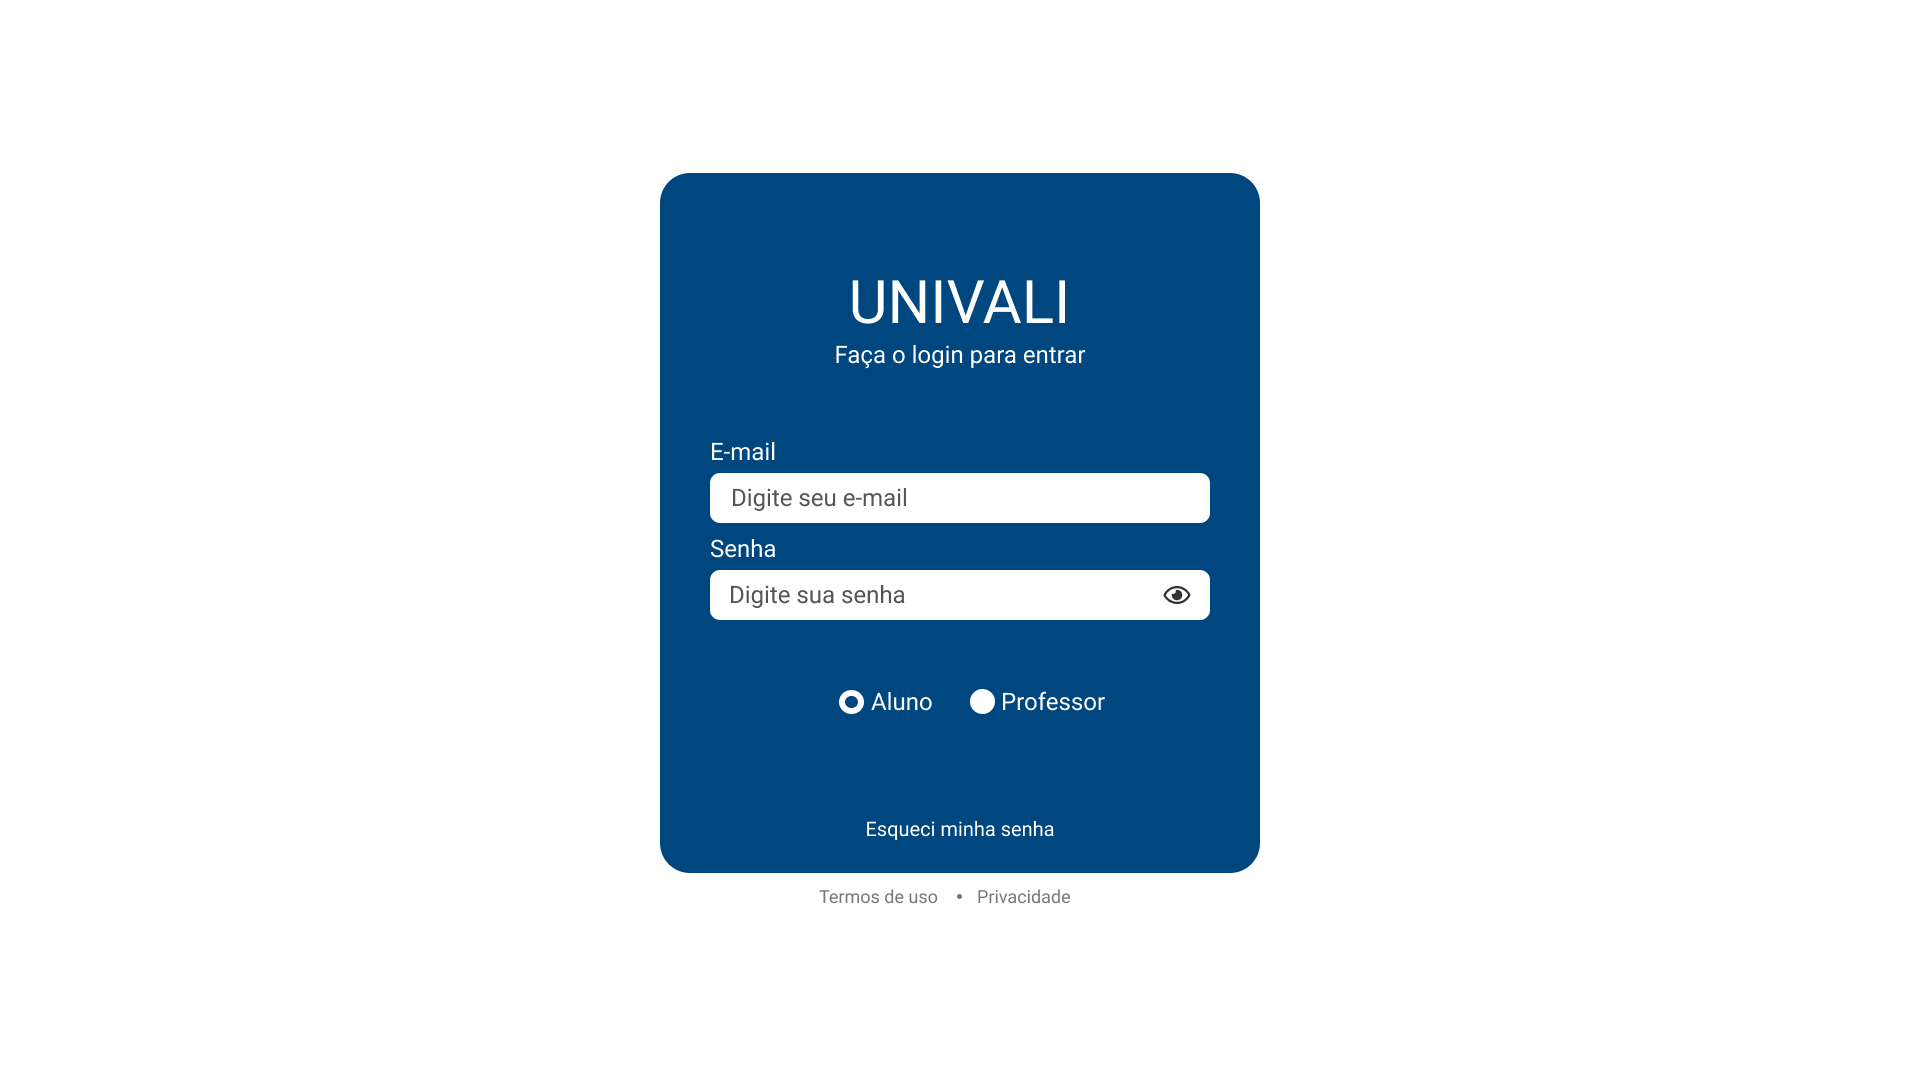 UNIVALI
Faça o login para entrar
E-mail
Digite seu e-mail
Senha
Digite sua senha
Aluno Professor
Esqueci minha senha
Termos de uso • Privacidade